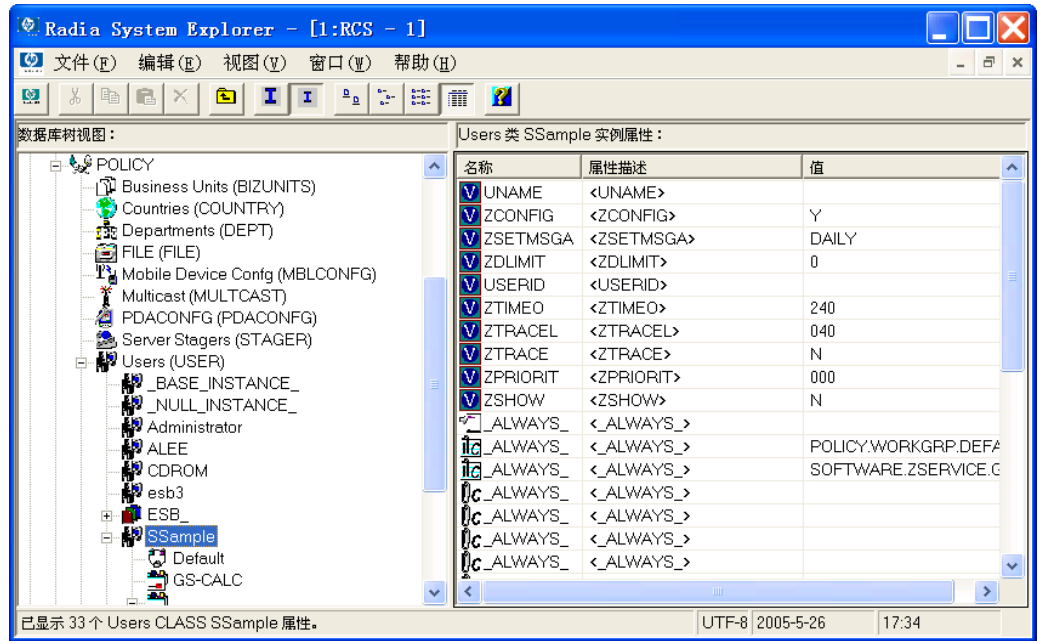 Radia System Explorer - [1:RCS - 1]
文件(F) 编辑(E) 视图(V) 窗口(W) 帮助(H)
数据库树视图：
POLICY
Business Units (BIZUNITS)
Countries (COUNTRY)
Departments (DEPT)
FILE (FILE)
Mobile Device Confg (MBLCONFG)
Multicast (MULTCAST)
PDACONFG (PDACONFG)
Server Stagers (STAGER)
Users (USER)
_BASE_INSTANCE_
_NULL_INSTANCE_
Administrator
ALEE
CDROM
esb3
ESB_
SSample
Default
GS-CALC
Users 类 SSample 实例属性：
名称 属性描述 值
UNAME <UNAME>
ZCONFIG <ZCONFIG> Y
ZSETMSGA <ZSETMSGA> DAILY
ZDLIMIT <ZDLIMIT> 0
USERID <USERID>
ZTIMEO <ZTIMEO> 240
ZTRACEL <ZTRACEL> 040
ZTRACE <ZTRACE> N
ZPRIORIT <ZPRIORIT> 000
ZSHOW <ZSHOW> N
_ALWAYS_ <_ALWAYS_>
_ALWAYS_ <_ALWAYS_> POLICY.WORKGRP.DEFA
_ALWAYS_ <_ALWAYS_> SOFTWARE.ZSERVICE.G
_ALWAYS_ <_ALWAYS_>
_ALWAYS_ <_ALWAYS_>
_ALWAYS_ <_ALWAYS_>
_ALWAYS_ <_ALWAYS_>
已显示 33 个 Users CLASS SSample 属性。 UTF-8 2005-5-26 17:34